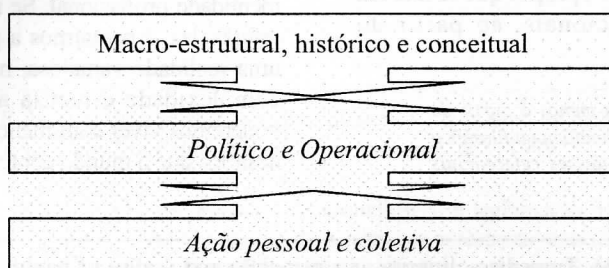 Macro-estrutural, histórico e conceitual
Político e Operacional
Ação pessoal e coletiva